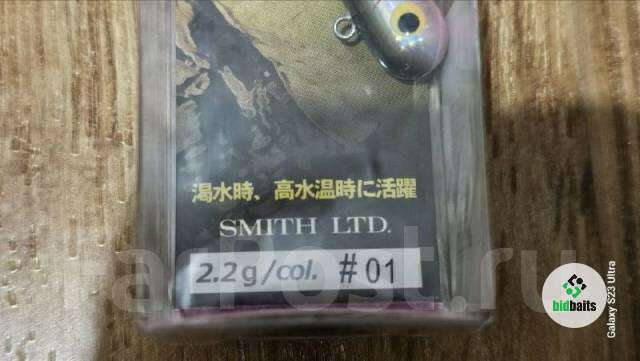 渇水時、高水温時に活躍
SMITH LTD.
2.2g/col. #01
bidbaits
Galaxy S23 Ultra